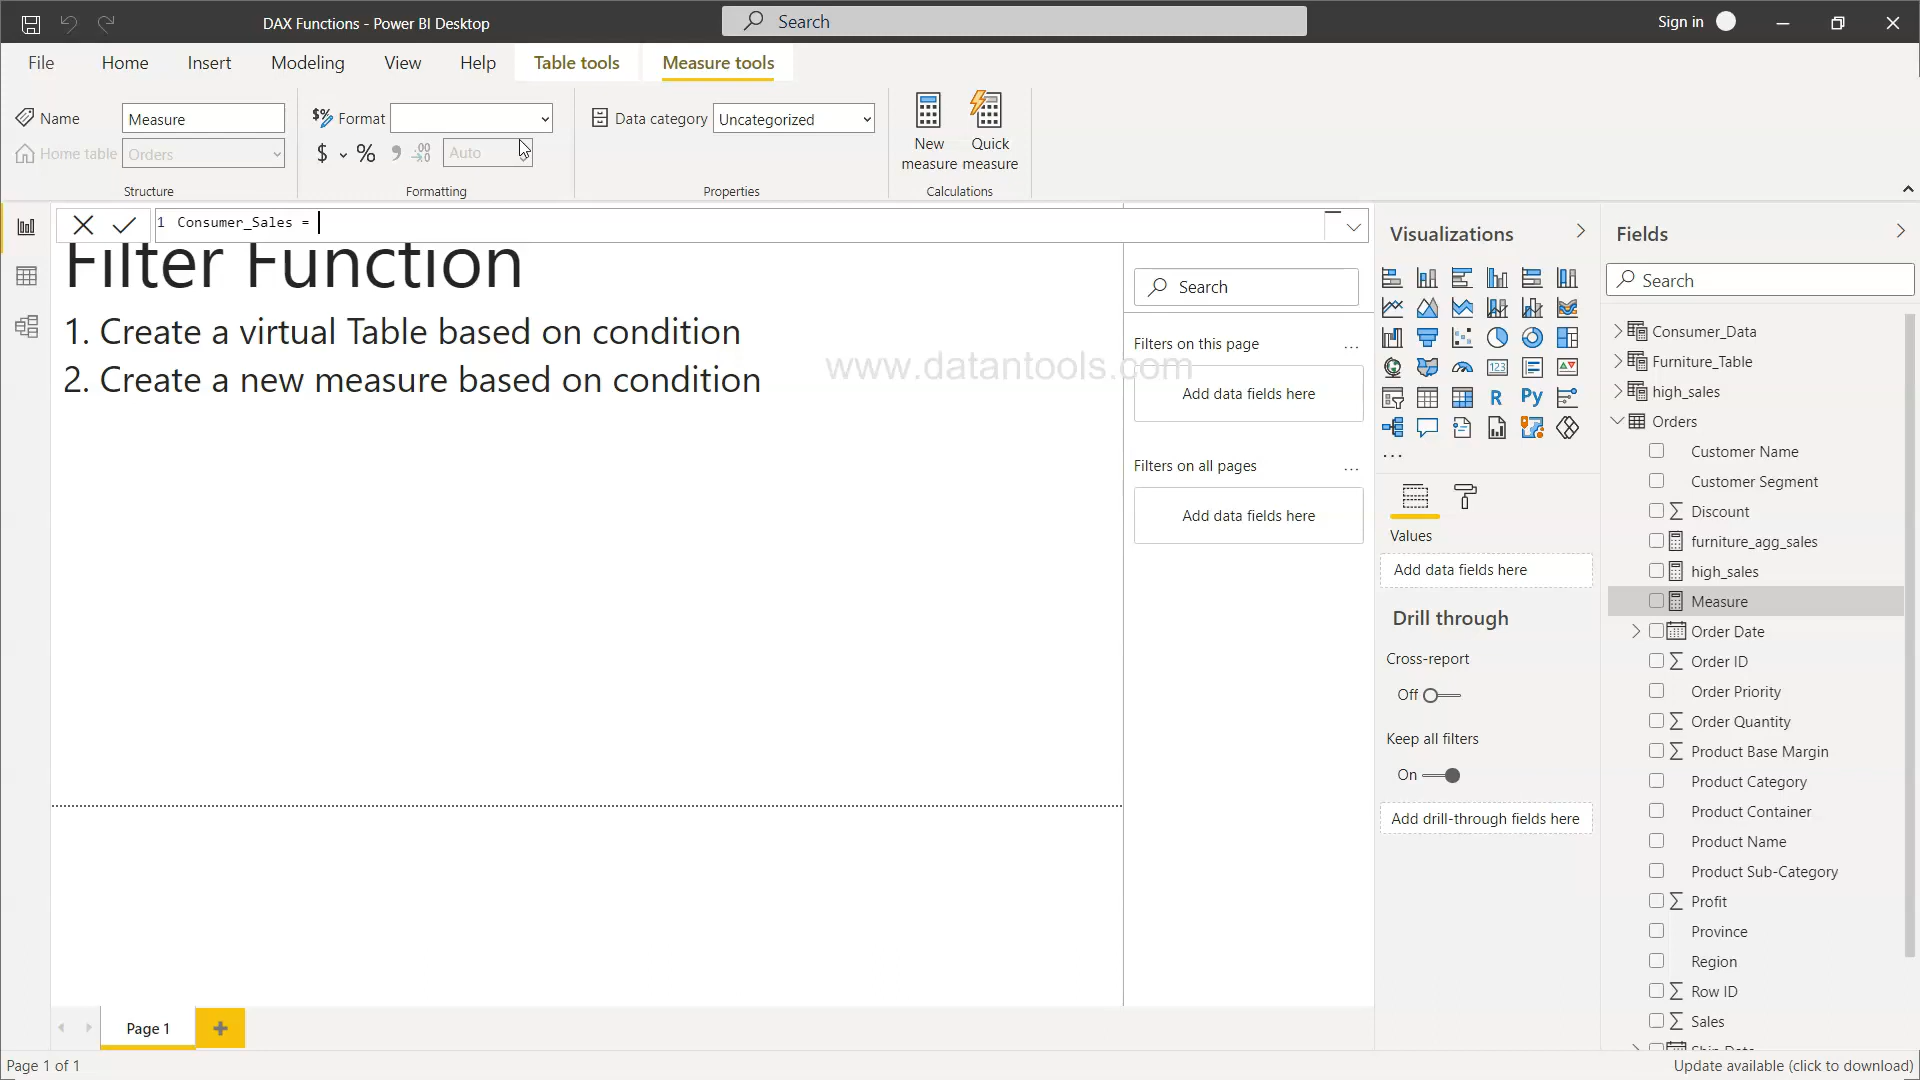 DAX Functions - Power BI Desktop
Search
Sign in
File
Home
Insert
Modeling
View
Help
Table tools
Measure tools
Name
Measure
Home table
Orders
Structure
Format
$ % , .00
Auto
Formatting
Data category
Uncategorized
Properties
New measure
Quick measure
Calculations
1 Consumer_Sales =
Filter Function
1. Create a virtual Table based on condition
2. Create a new measure based on condition
www.datantools.com
Search
Filters on this page
...
Add data fields here
Filters on all pages
...
Add data fields here
Visualizations
123
R
Py
...
Values
Add data fields here
Drill through
Cross-report
Off
Keep all filters
On
Add drill-through fields here
Fields
Search
Consumer_Data
Furniture_Table
high_sales
Orders
Customer Name
Customer Segment
Discount
furniture_agg_sales
high_sales
Measure
Order Date
Order ID
Order Priority
Order Quantity
Product Base Margin
Product Category
Product Container
Product Name
Product Sub-Category
Profit
Province
Region
Row ID
Sales
Ship Date
Page 1
Page 1 of 1
Update available (click to download)